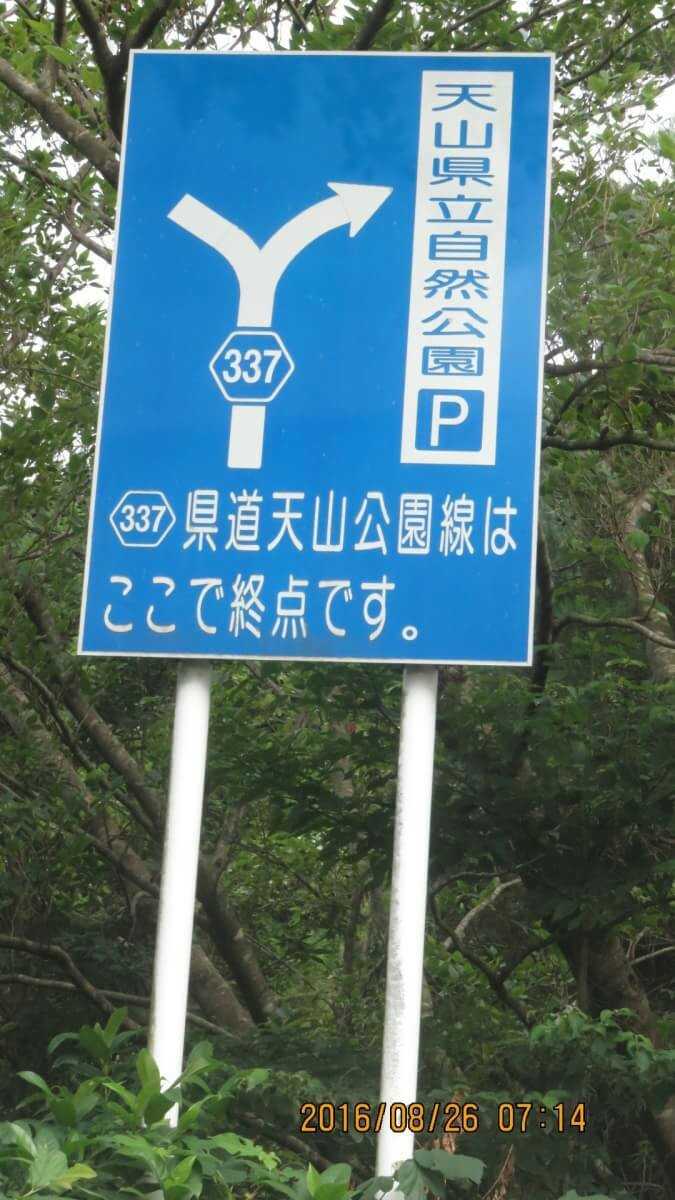 天山県立自然公園
P
337
337 県道天山公園線は
ここで終点です。
2016/08/26 07:14